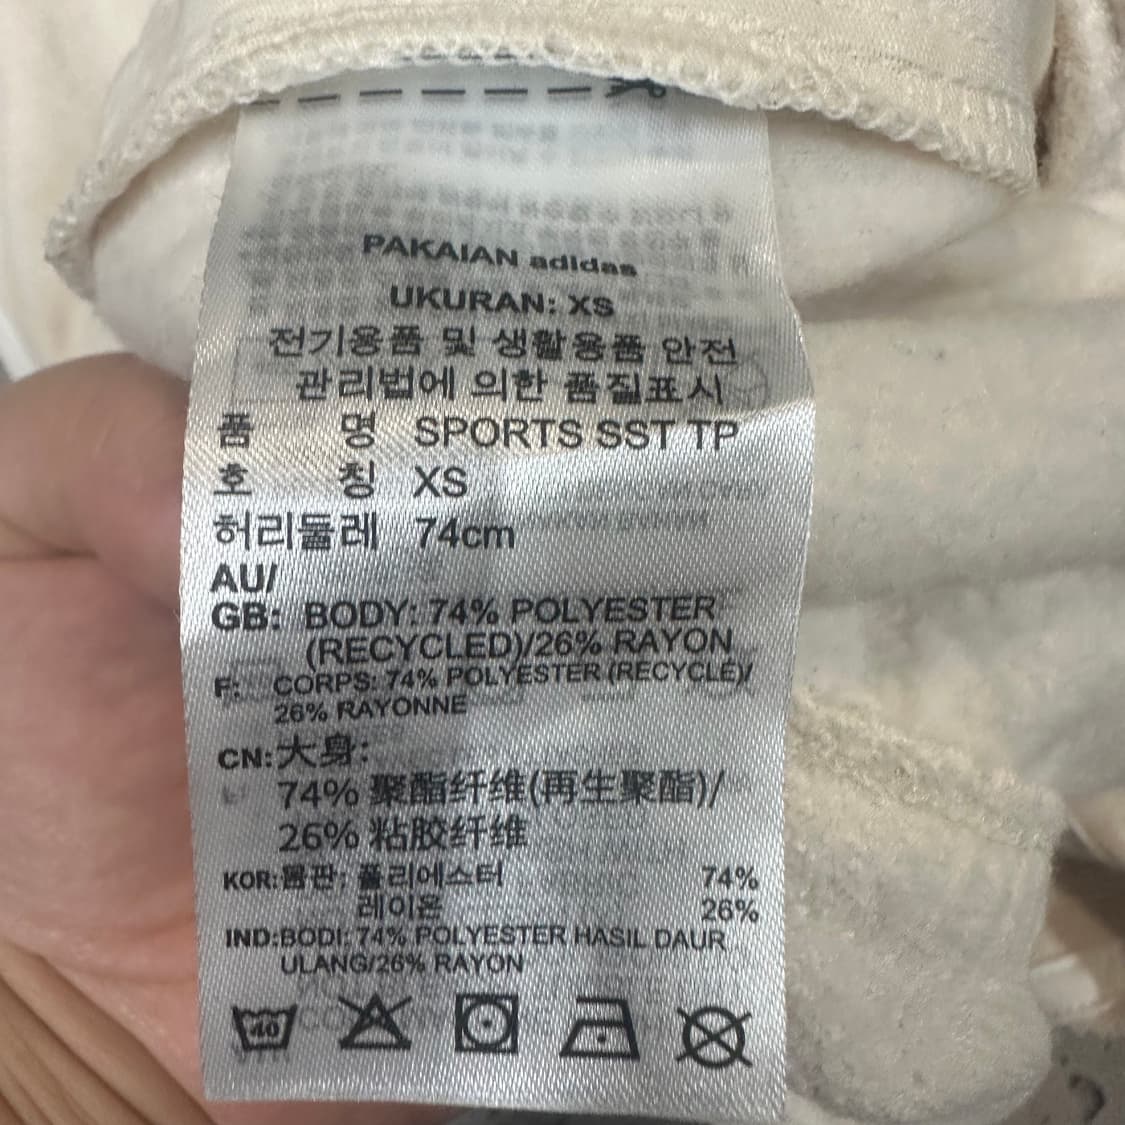 PAKAIAN adidas
UKURAN: XS
전기용품 및 생활용품 안전
관리법에 의한 품질표시
품 명 SPORTS SST TP
호 칭 XS
허리둘레 74cm
AU/
GB: BODY: 74% POLYESTER
(RECYCLED)/26% RAYON
F: CORPS: 74% POLYESTER (RECYCLÉ)/
26% RAYONNE
CN: 大身:
74% 聚酯纤维(再生聚酯)/
26% 粘胶纤维
KOR: 몸판: 폴리에스터 74%
레이온 26%
IND: BODI: 74% POLYESTER HASIL DAUR
ULANG/26% RAYON
40